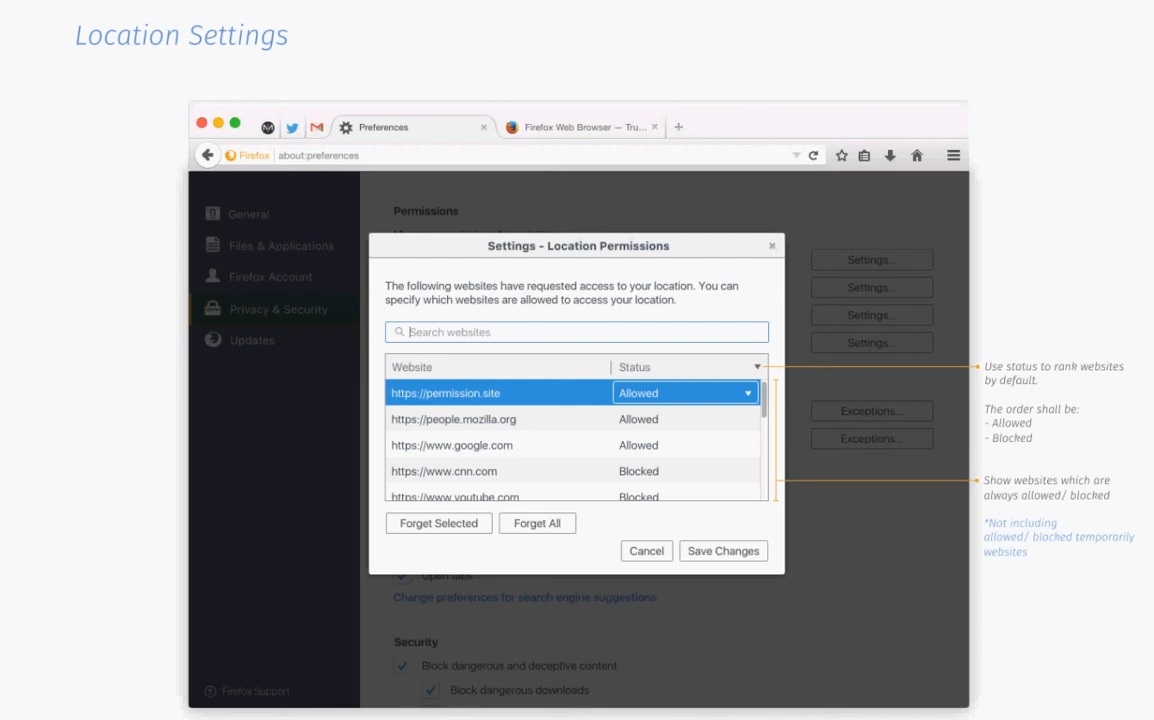 Location Settings
Preferences
Firefox Web Browser — Tru...
Firefox
about:preferences
General
Files & Applications
Firefox Account
Privacy & Security
Updates
Firefox Support
Permissions
Settings...
Settings...
Settings...
Settings...
Exceptions...
Exceptions...
Settings - Location Permissions
The following websites have requested access to your location. You can
specify which websites are allowed to access your location.
Search websites
Website Status
https://permission.site Allowed
https://people.mozilla.org Allowed
https://www.google.com Allowed
https://www.cnn.com Blocked
https://www.youtube.com Blocked
Forget Selected Forget All
Cancel Save Changes
Open tabs
Change preferences for search engine suggestions
Security
Block dangerous and deceptive content
Block dangerous downloads
Use status to rank websites
by default.
The order shall be:
- Allowed
- Blocked
Show websites which are
always allowed/ blocked
*Not including
allowed/ blocked temporarily
websites